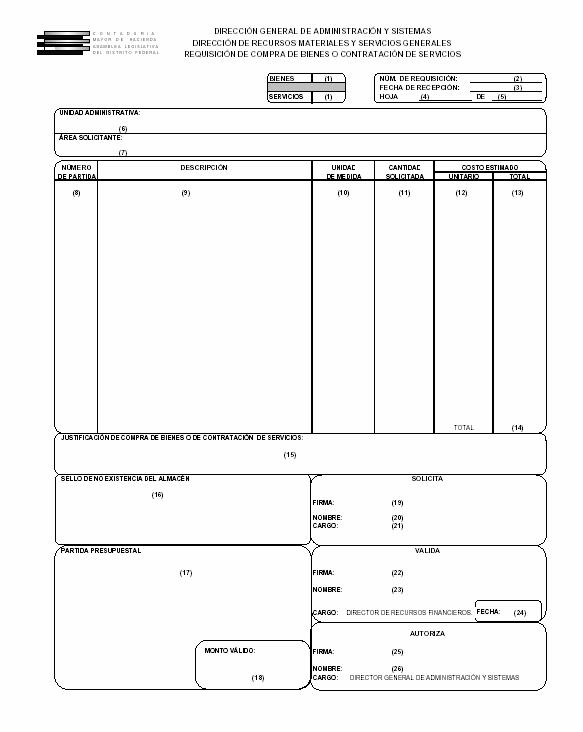 CONTADURIA
MAYOR DE HACIENDA
ASAMBLEA LEGISLATIVA
DEL DISTRITO FEDERAL
DIRECCIÓN GENERAL DE ADMINISTRACIÓN Y SISTEMAS
DIRECCIÓN DE RECURSOS MATERIALES Y SERVICIOS GENERALES
REQUISICIÓN DE COMPRA DE BIENES O CONTRATACIÓN DE SERVICIOS
BIENES (1)
SERVICIOS (1)
NÚM. DE REQUISICIÓN: (2)
FECHA DE RECEPCIÓN: (3)
HOJA (4) DE (5)
UNIDAD ADMINISTRATIVA:
(6)
ÁREA SOLICITANTE:
(7)
NÚMERO DE PARTIDA
DESCRIPCIÓN
UNIDAD DE MEDIDA
CANTIDAD SOLICITADA
COSTO ESTIMADO
UNITARIO TOTAL
(8) (9) (10) (11) (12) (13)
TOTAL (14)
JUSTIFICACIÓN DE COMPRA DE BIENES O DE CONTRATACIÓN DE SERVICIOS:
(15)
SELLO DE NO EXISTENCIA DEL ALMACÉN
(16)
SOLICITA
FIRMA: (19)
NOMBRE: (20)
CARGO: (21)
PARTIDA PRESUPUESTAL
(17)
MONTO VÁLIDO:
(18)
VALIDA
FIRMA: (22)
NOMBRE: (23)
CARGO: DIRECTOR DE RECURSOS FINANCIEROS. FECHA: (24)
AUTORIZA
FIRMA: (25)
NOMBRE: (26)
CARGO: DIRECTOR GENERAL DE ADMINISTRACIÓN Y SISTEMAS